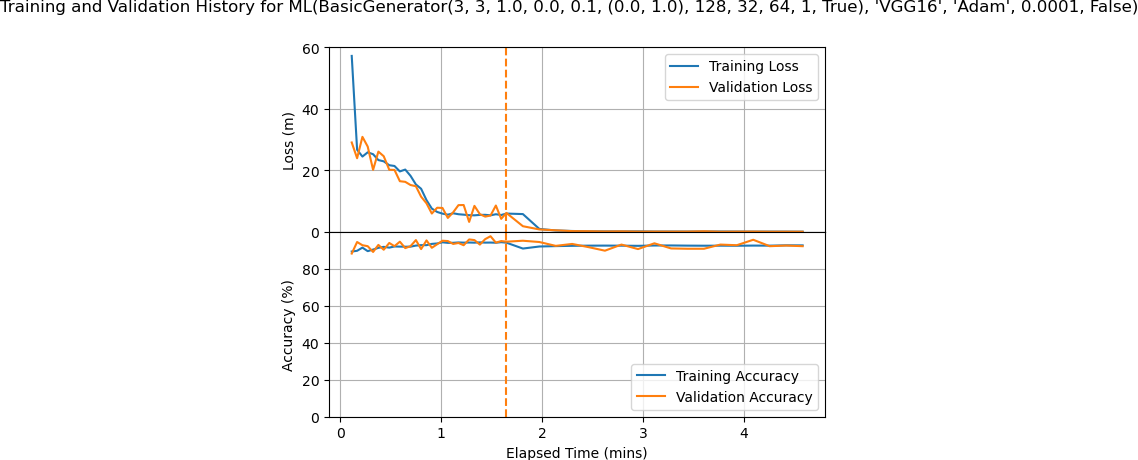 Training and Validation History for ML(BasicGenerator(3, 3, 1.0, 0.0, 0.1, (0.0, 1.0), 128, 32, 64, 1, True), 'VGG16', 'Adam', 0.0001, False)
60
40
20
0
Loss (m)
Training Loss
Validation Loss
80
60
40
20
0
Accuracy (%)
Training Accuracy
Validation Accuracy
0 1 2 3 4
Elapsed Time (mins)